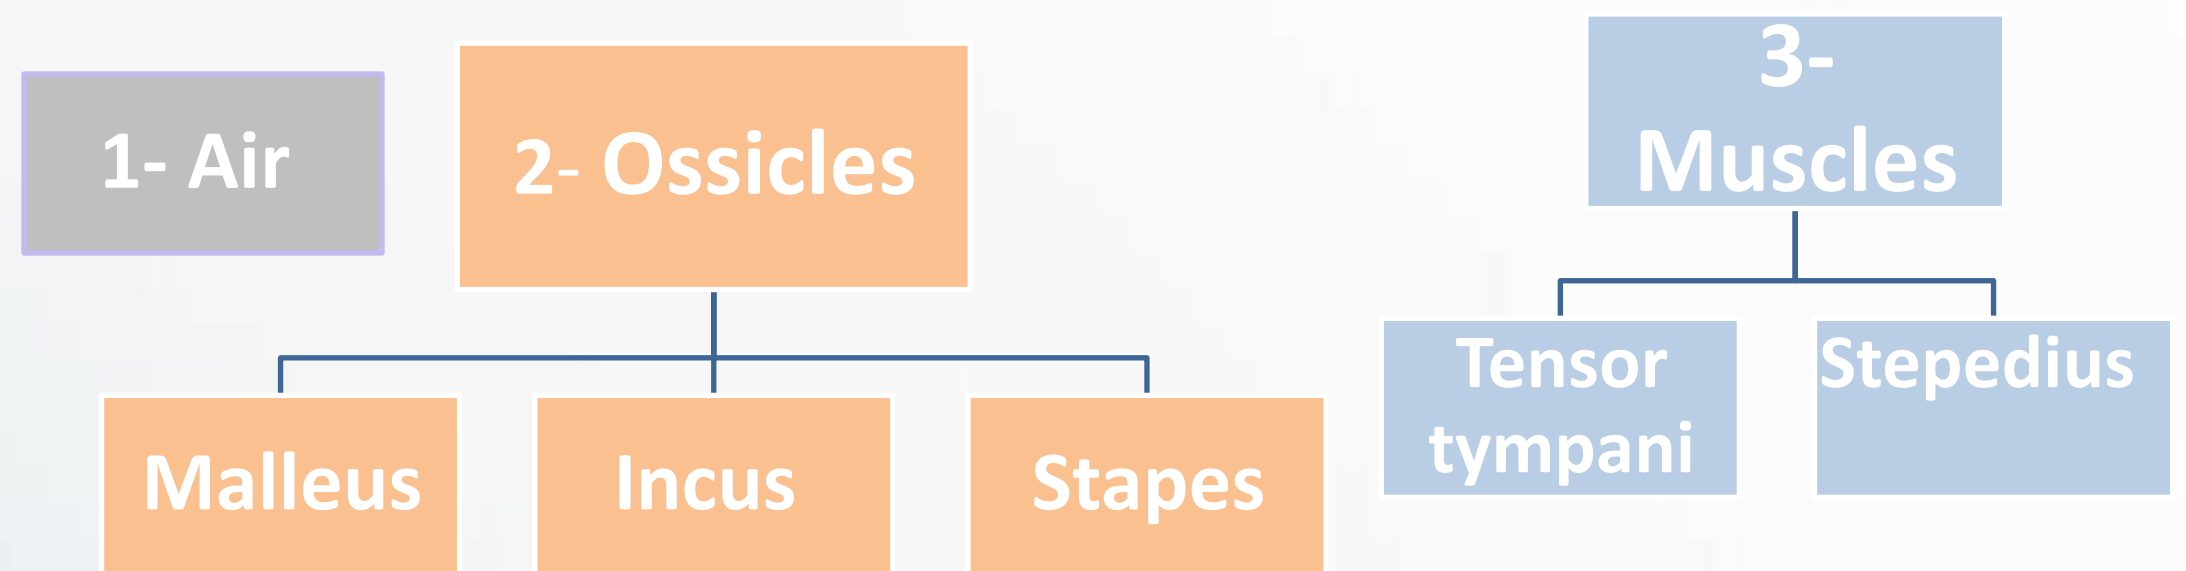 1- Air
2- Ossicles
Malleus
Incus
Stapes
3-
Muscles
Tensor
tympani
Stepedius